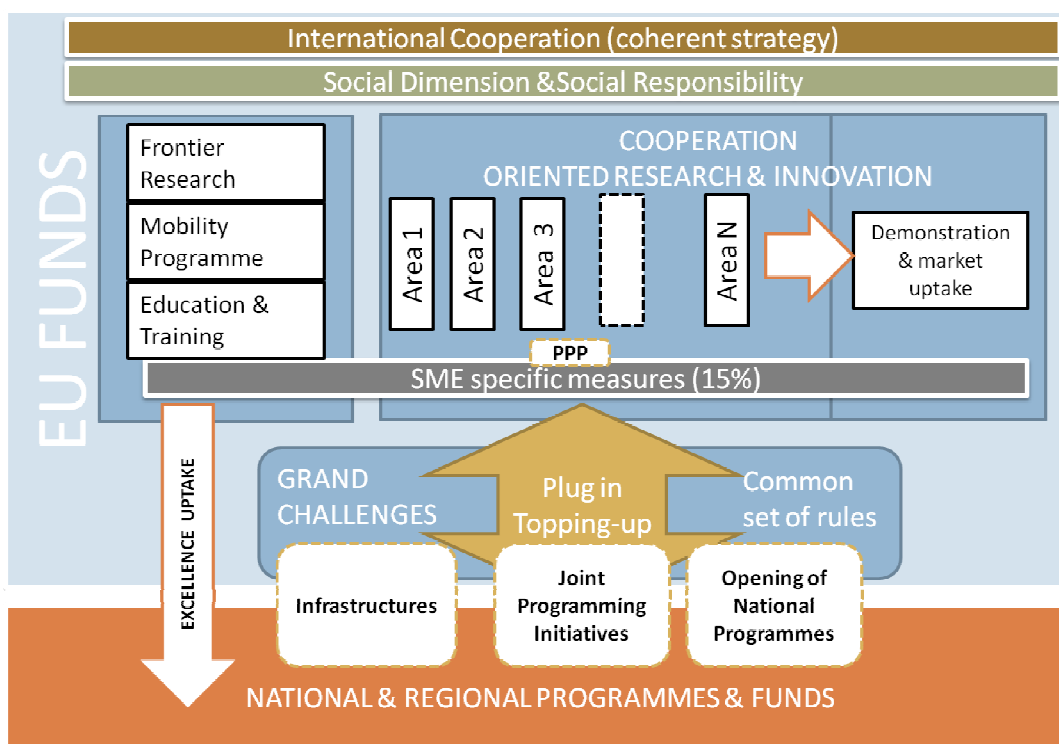 International Cooperation (coherent strategy)
Social Dimension &Social Responsibility
EU FUNDS
Frontier
Research
Mobility
Programme
Education &
Training
COOPERATION
ORIENTED RESEARCH & INNOVATION
Area 1
Area 2
Area 3
Area N
Demonstration
& market
uptake
PPP
SME specific measures (15%)
EXCELLENCE UPTAKE
GRAND
CHALLENGES
Plug in
Topping-up
Common
set of rules
Infrastructures
Joint
Programming
Initiatives
Opening of
National
Programmes
NATIONAL & REGIONAL PROGRAMMES & FUNDS